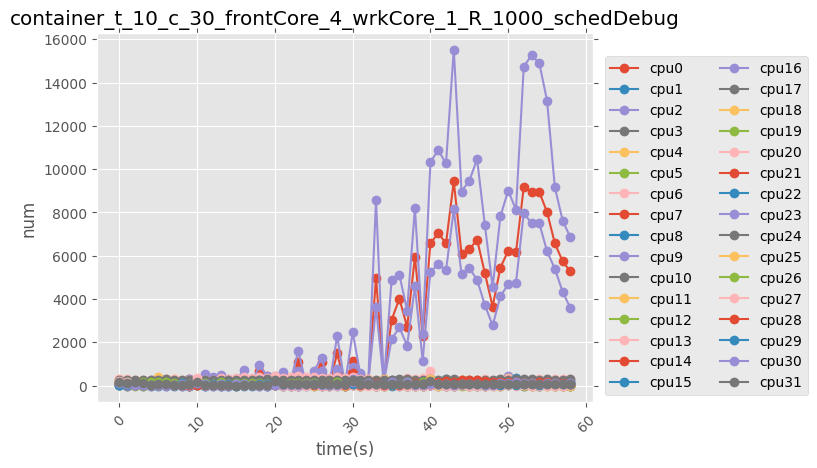 container_t_10_c_30_frontCore_4_wrkCore_1_R_1000_schedDebug
16000
14000
12000
10000
8000
6000
4000
2000
0
num
0 10 20 30 40 50 60
time(s)
cpu0 cpu16
cpu1 cpu17
cpu2 cpu18
cpu3 cpu19
cpu4 cpu20
cpu5 cpu21
cpu6 cpu22
cpu7 cpu23
cpu8 cpu24
cpu9 cpu25
cpu10 cpu26
cpu11 cpu27
cpu12 cpu28
cpu13 cpu29
cpu14 cpu30
cpu15 cpu31